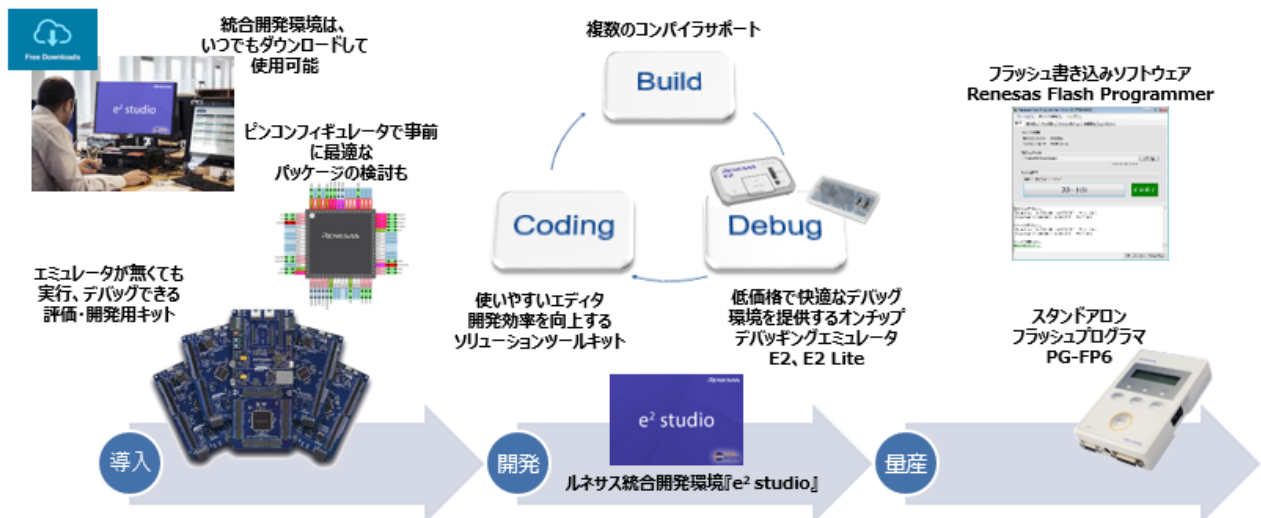 Free Downloads
統合開発環境は、
いつでもダウンロードして
使用可能
e² studio
ピンコンフィギュレータで事前
に最適な
パッケージの検討も
RENESAS
エミュレータが無くても
実行、デバッグできる
評価・開発用キット
導入
複数のコンパイラサポート
Build
Coding
Debug
RENESAS
使いやすいエディタ
開発効率を向上する
ソリューションツールキット
低価格で快適なデバッグ
環境を提供するオンチップ
デバッギングエミュレータ
E2、E2 Lite
RENESAS
e² studio
開発
ルネサス統合開発環境『e² studio』
フラッシュ書き込みソフトウェア
Renesas Flash Programmer
スタンドアロン
フラッシュプログラマ
PG-FP6
量産